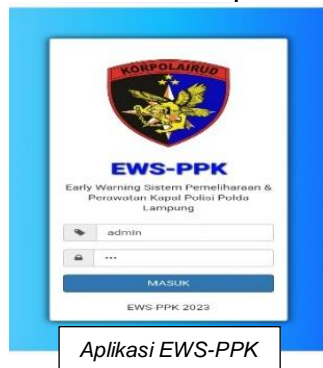 KORPOLAIRUD
EWS-PPK
Early Warning Sistem Pemeliharaan &
Perawatan Kapal Polisi Polda
Lampung
admin
...
MASUK
EWS-PPK 2023
Aplikasi EWS-PPK